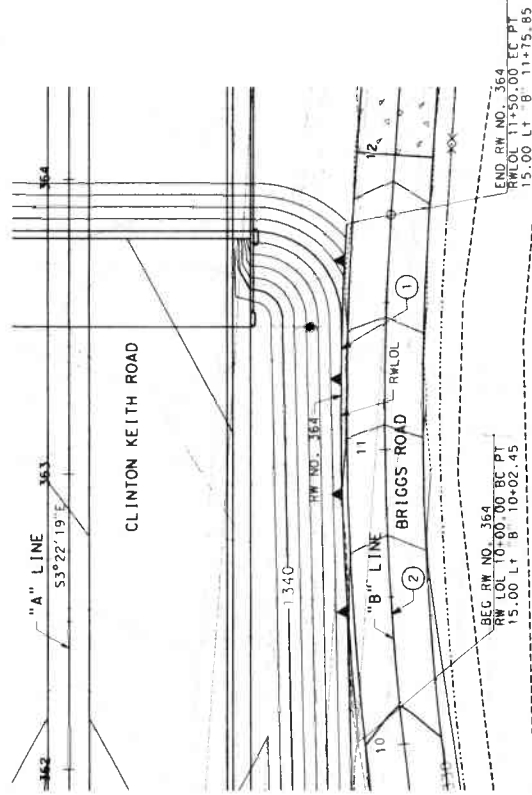 362
363
364
"A" LINE
S3°22'19"E
CLINTON KEITH ROAD
1340
RW NO. 364
RWLOL
1
10
11
12
"B" LINE
BRIGGS ROAD
2
BEG RW NO. 364
RW LOL 10+00.00 BC PT
15.00 Lt "B" 10+02.45
END RW NO. 364
RWLOL 11+50.00 EC PT
5.00 Lt "B" 11+75.85